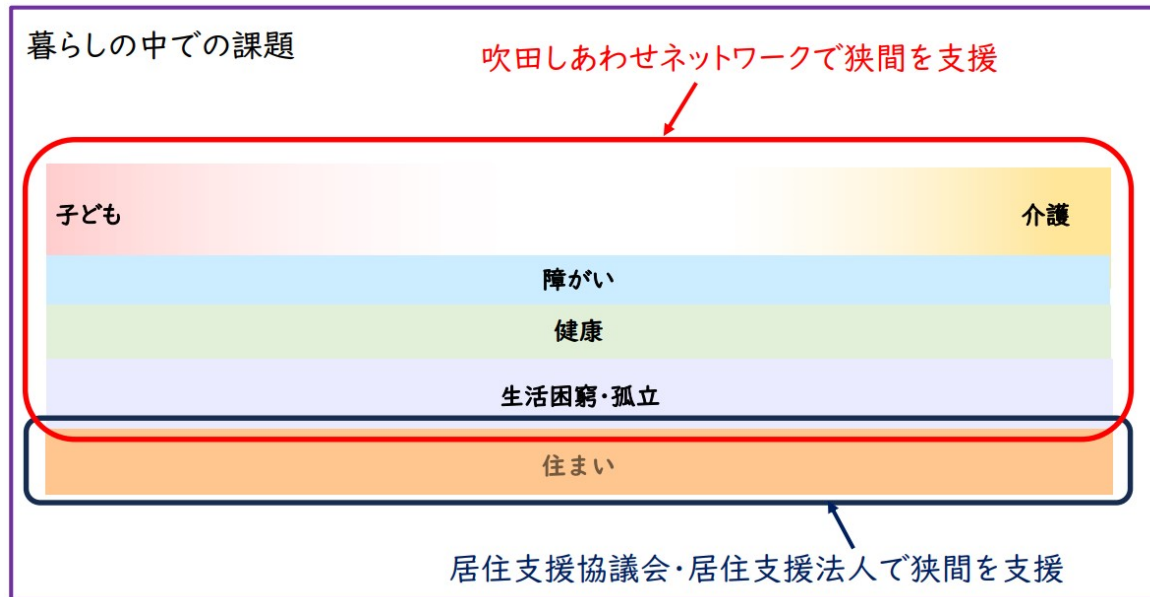 暮らしの中での課題
吹田しあわせネットワークで狭間を支援
子ども
介護
障がい
健康
生活困窮・孤立
住まい
居住支援協議会・居住支援法人で狭間を支援